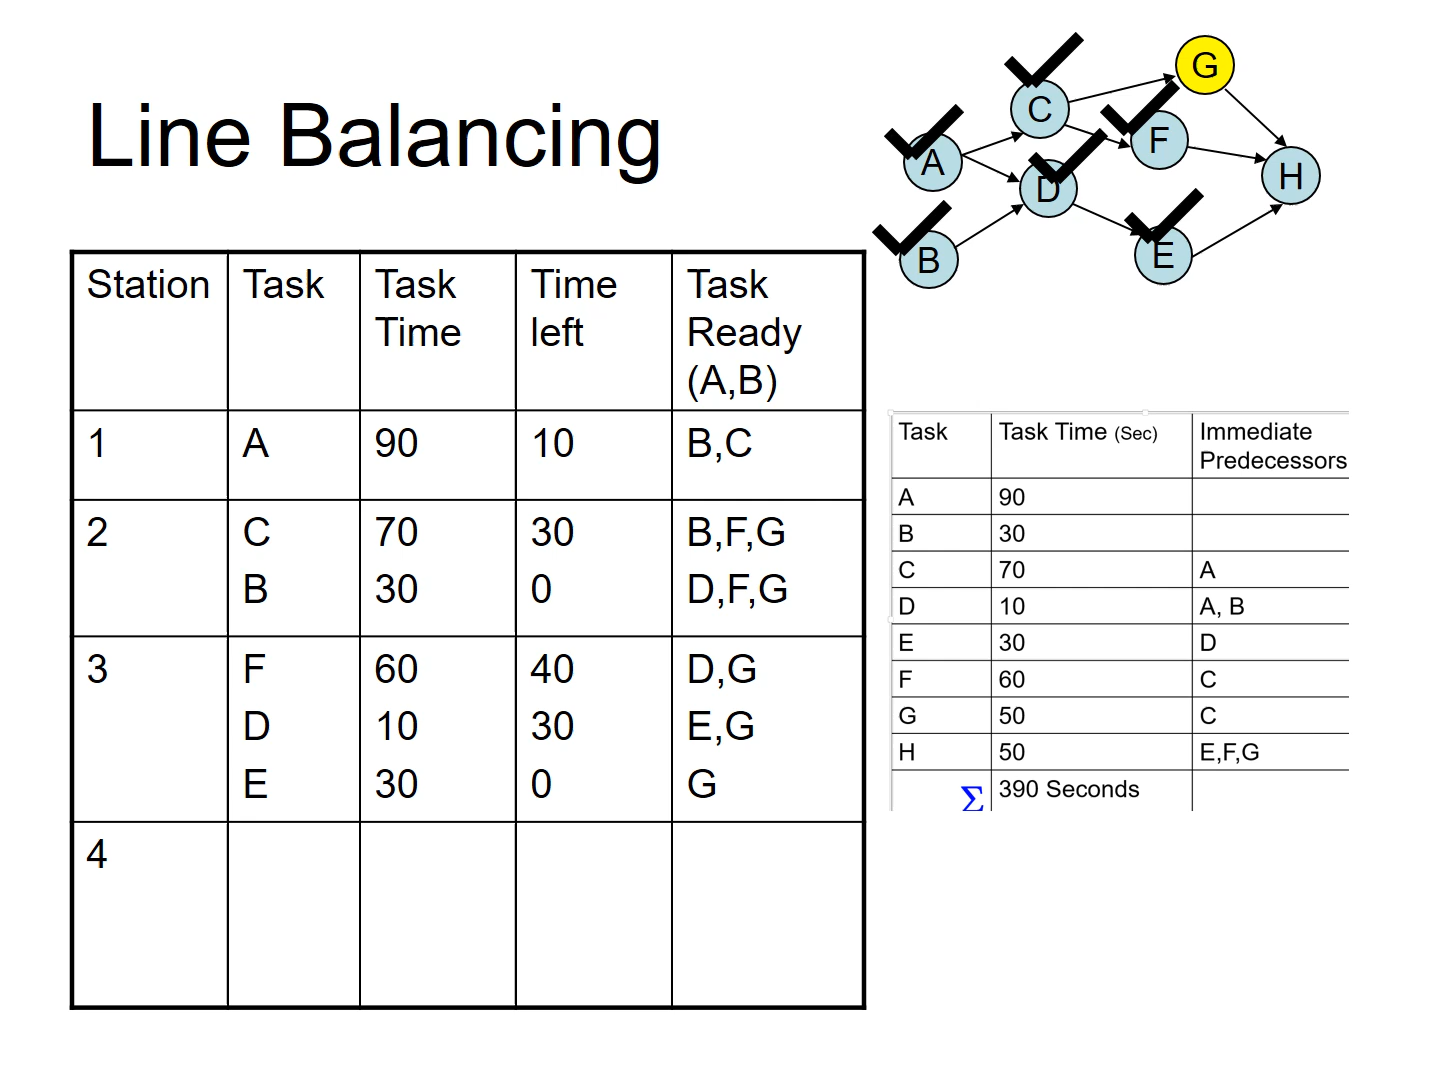 Line Balancing
C
G
F
A
D
H
B
E
Station Task Task Time Time left Task Ready (A,B)
1 A 90 10 B,C
2 C 70 30 B,F,G
B 30 0 D,F,G
3 F 60 40 D,G
D 10 30 E,G
E 30 0 G
4
Task Task Time (Sec) Immediate Predecessors
A 90
B 30
C 70 A
D 10 A, B
E 30 D
F 60 C
G 50 C
H 50 E,F,G
Σ 390 Seconds